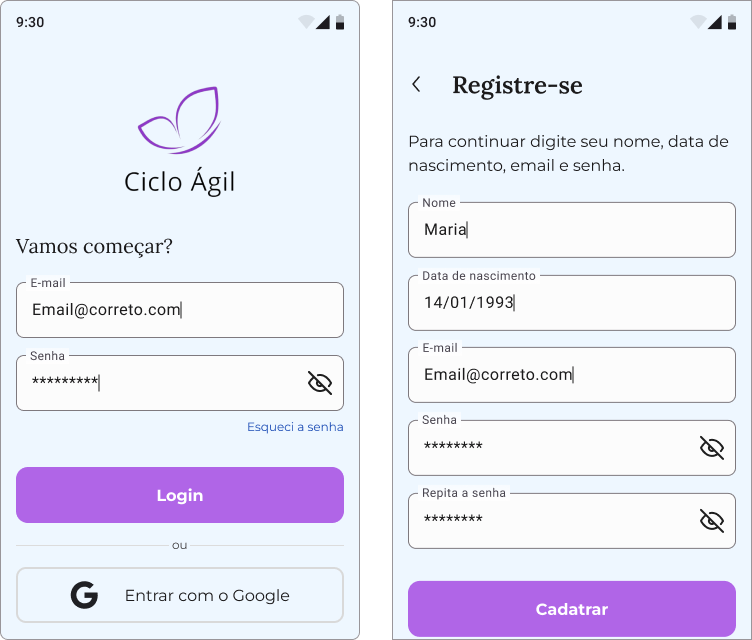 9:30
Ciclo Ágil
Vamos começar?
E-mail
Email@correto.com
Senha
*********
Esqueci a senha
Login
ou
G
Entrar com o Google
9:30
Registre-se
Para continuar digite seu nome, data de
nascimento, email e senha.
Nome
Maria
Data de nascimento
14/01/1993
E-mail
Email@correto.com
Senha
********
Repita a senha
********
Cadatrar